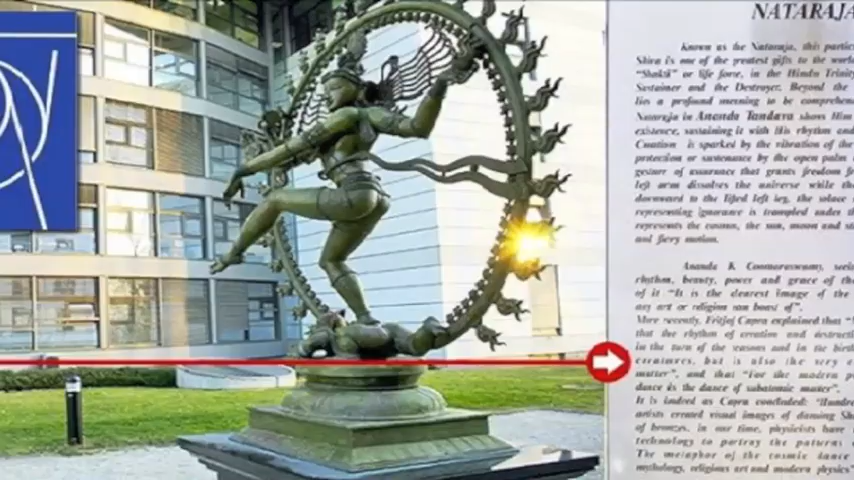 NATARAJA
Known as the Nataraja, this partic
Shiva is one of the greatest gifts to the world
"Shakti" or life force, in the Hindu Trinity
Sustainer and the Destroyer. Beyond the
lies a profound meaning to be comprehe
Nataraja in Ananda Tandava shows Him
existence, sustaining it with His rhythm and
Creation is sparked by the vibration of the
protection or sustenance by the open palm
gesture of assurance that grants freedom f
left arm dissolves the universe while th
downward to the lifted left leg, the solace
representing ignorance is trampled under th
represents the cosmos, the sun, moon and st
and fiery motion.
Ananda K Coomaraswamy, seein
rhythm, beauty, power and grace of the
of it "It is the clearest image of the
any art or religion can boast of".
More recently, Fritjof Capra explained that "
that the rhythm of creation and destructi
in the turn of the seasons and in the birth
creatures, but is also the very e
matter", and that "For the modern p
dance is the dance of subatomic matter".
It is indeed as Capra concluded: "Hundre
artists created visual images of dancing Sh
of bronzes. in our time, physicists have
technology to portray the patterns
The metaphor of the cosmic dance
mythology, religious art and modern physics"